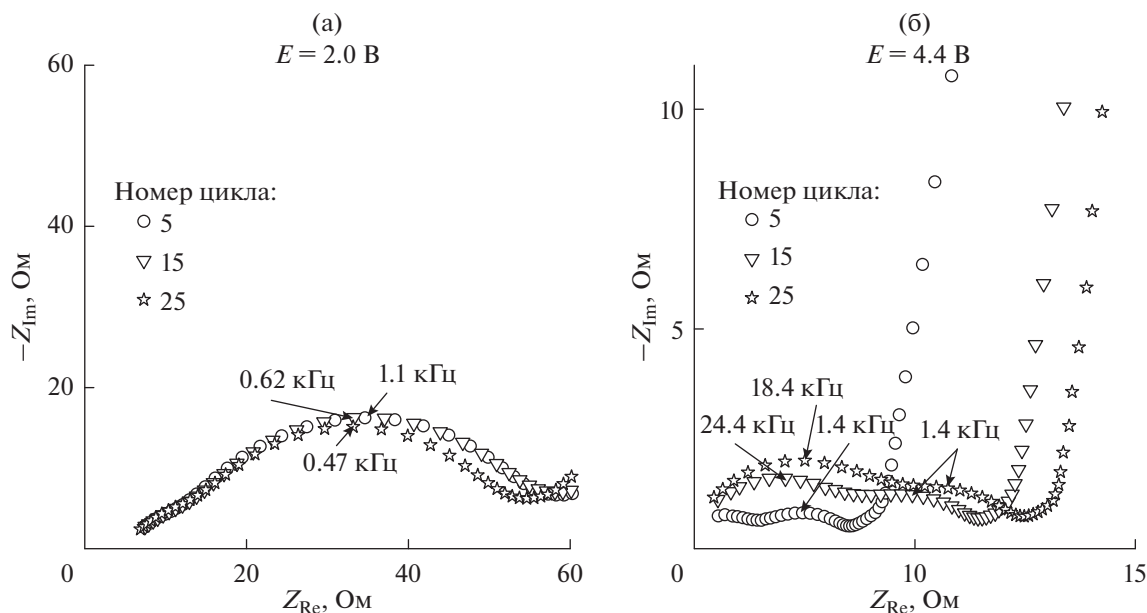 (а)
E = 2.0 В
60
40
20
0
−Z_Im, Ом
Номер цикла:
5
15
25
0.62 кГц
1.1 кГц
0.47 кГц
20
40
60
Z_Re, Ом
(б)
E = 4.4 В
10
5
0
−Z_Im, Ом
Номер цикла:
5
15
25
18.4 кГц
24.4 кГц
1.4 кГц
1.4 кГц
10
15
Z_Re, Ом